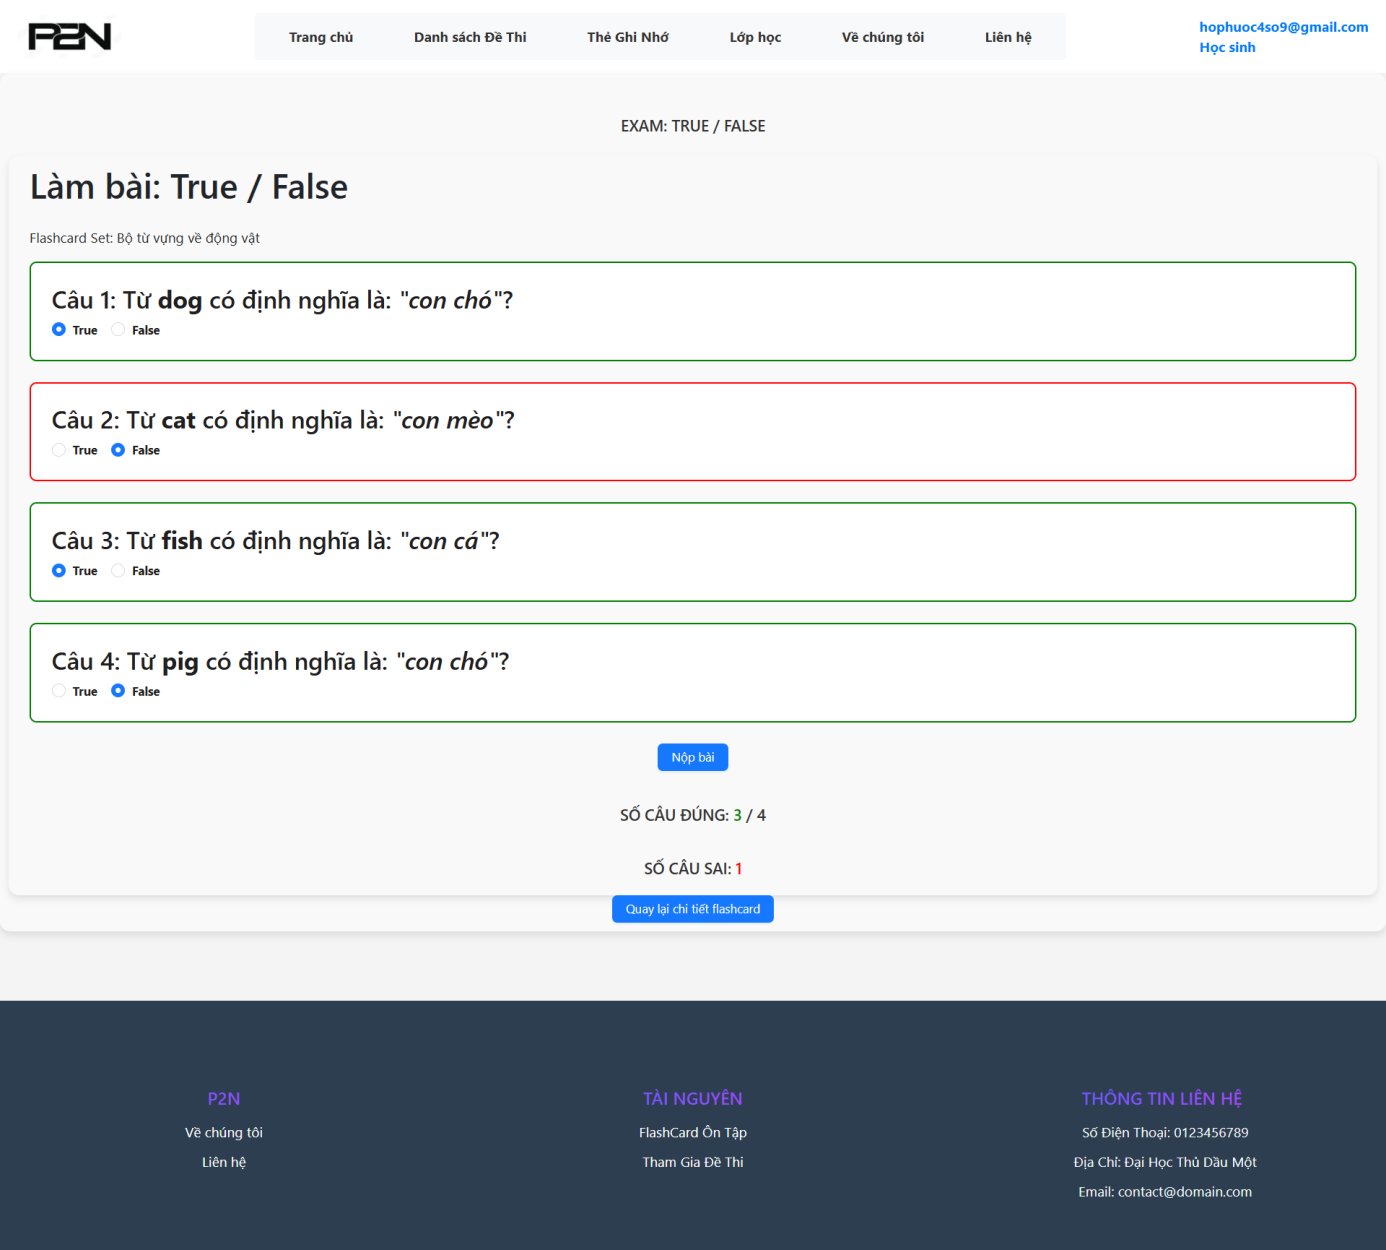 P2N
Trang chủ
Danh sách Đề Thi
Thẻ Ghi Nhớ
Lớp học
Về chúng tôi
Liên hệ
hophuoc4so9@gmail.com
Học sinh
EXAM: TRUE / FALSE
Làm bài: True / False
Flashcard Set: Bộ từ vựng về động vật
Câu 1: Từ dog có định nghĩa là: "con chó"?
True False
Câu 2: Từ cat có định nghĩa là: "con mèo"?
True False
Câu 3: Từ fish có định nghĩa là: "con cá"?
True False
Câu 4: Từ pig có định nghĩa là: "con chó"?
True False
Nộp bài
SỐ CÂU ĐÚNG: 3 / 4
SỐ CÂU SAI: 1
Quay lại chi tiết flashcard
P2N
Về chúng tôi
Liên hệ
TÀI NGUYÊN
FlashCard Ôn Tập
Tham Gia Đề Thi
THÔNG TIN LIÊN HỆ
Số Điện Thoại: 0123456789
Địa Chỉ: Đại Học Thủ Dầu Một
Email: contact@domain.com